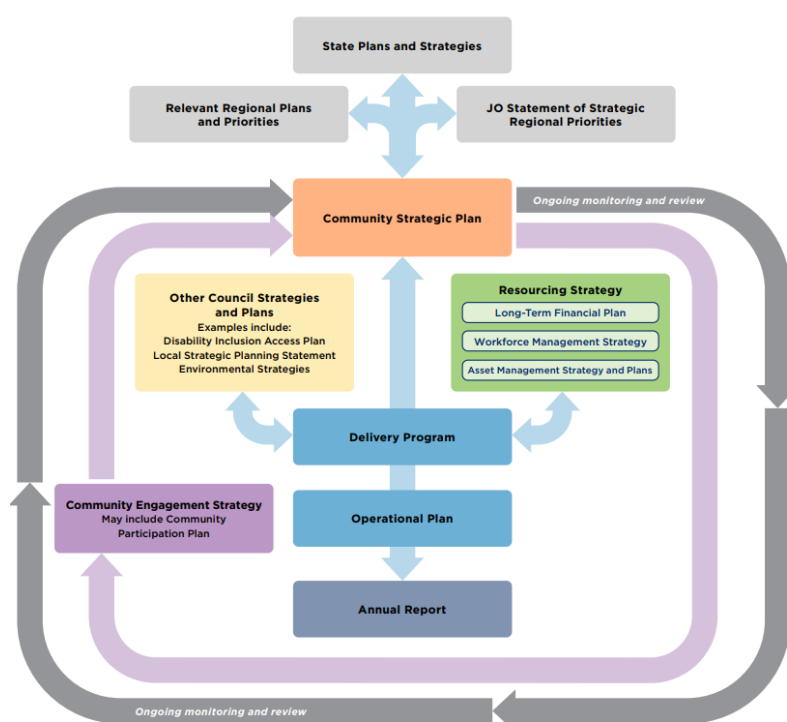 State Plans and Strategies
Relevant Regional Plans
and Priorities
JO Statement of Strategic
Regional Priorities
Community Strategic Plan
Ongoing monitoring and review
Other Council Strategies
and Plans
Examples include:
Disability Inclusion Access Plan
Local Strategic Planning Statement
Environmental Strategies
Resourcing Strategy
Long-Term Financial Plan
Workforce Management Strategy
Asset Management Strategy and Plans
Delivery Program
Community Engagement Strategy
May include Community
Participation Plan
Operational Plan
Annual Report
Ongoing monitoring and review